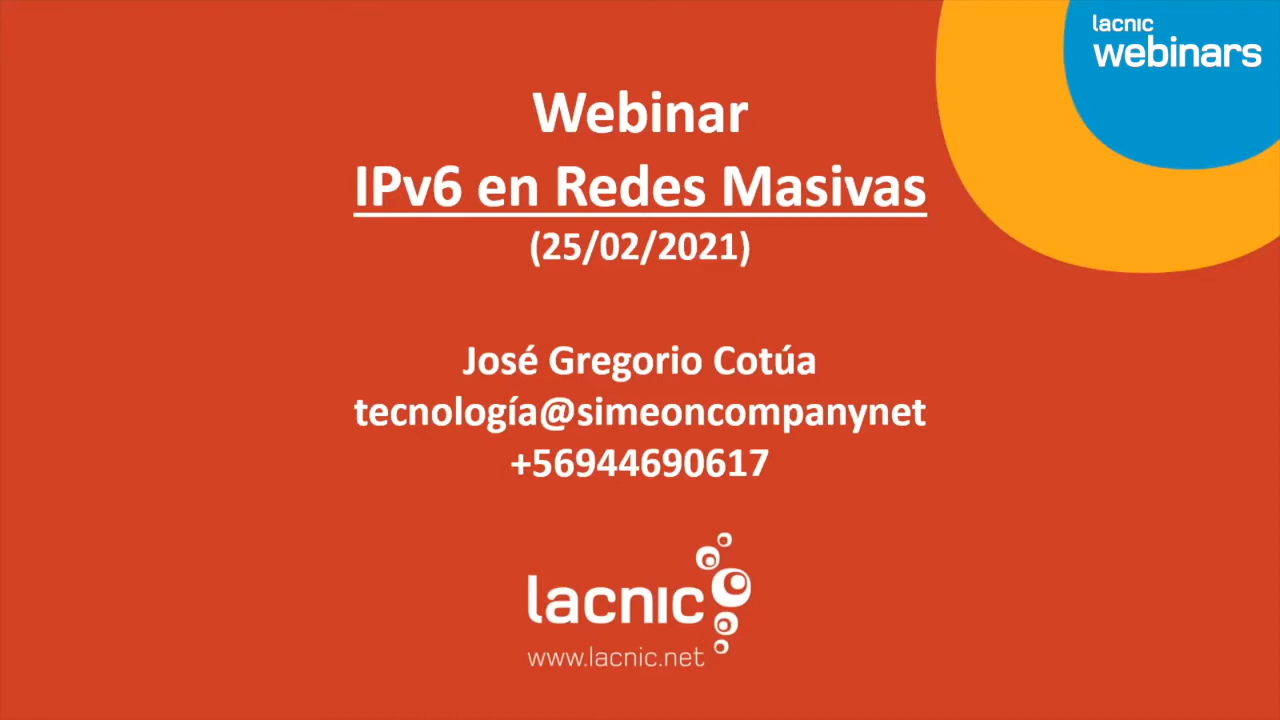 lacnic
webinars
Webinar
IPv6 en Redes Masivas
(25/02/2021)
José Gregorio Cotúa
tecnología@simeoncompanynet
+56944690617
lacnic
www.lacnic.net